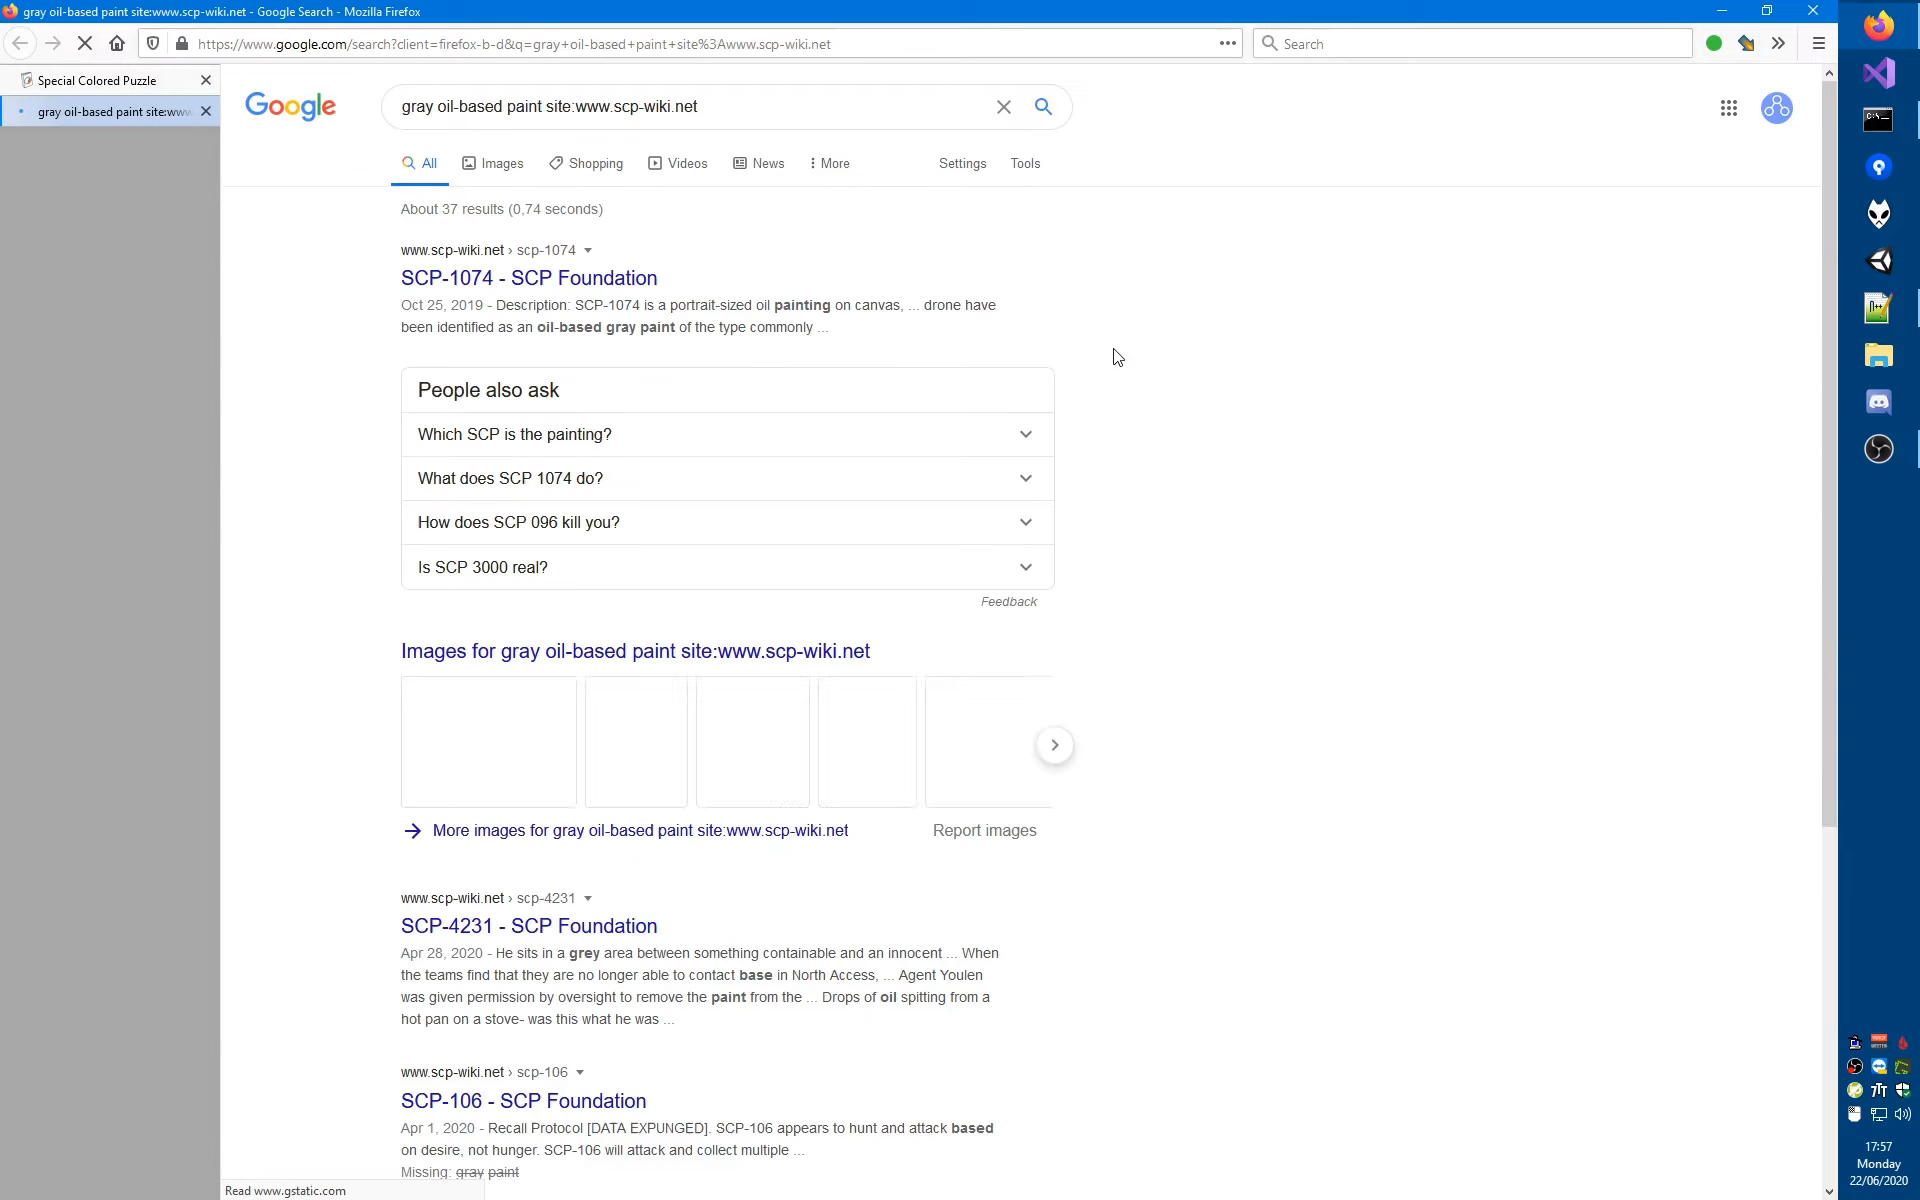 gray oil-based paint site:www.scp-wiki.net - Google Search - Mozilla Firefox
https://www.google.com/search?client=firefox-b-d&q=gray+oil-based+paint+site%3Awww.scp-wiki.net
Search
Special Colored Puzzle
gray oil-based paint site:www
Google
gray oil-based paint site:www.scp-wiki.net
All
Images
Shopping
Videos
News
More
Settings
Tools
About 37 results (0,74 seconds)
www.scp-wiki.net › scp-1074
SCP-1074 - SCP Foundation
Oct 25, 2019 - Description: SCP-1074 is a portrait-sized oil painting on canvas, ... drone have
been identified as an oil-based gray paint of the type commonly ...
People also ask
Which SCP is the painting?
What does SCP 1074 do?
How does SCP 096 kill you?
Is SCP 3000 real?
Feedback
Images for gray oil-based paint site:www.scp-wiki.net
More images for gray oil-based paint site:www.scp-wiki.net
Report images
www.scp-wiki.net › scp-4231
SCP-4231 - SCP Foundation
Apr 28, 2020 - He sits in a grey area between something containable and an innocent ... When
the teams find that they are no longer able to contact base in North Access, ... Agent Youlen
was given permission by oversight to remove the paint from the ... Drops of oil spitting from a
hot pan on a stove- was this what he was ...
www.scp-wiki.net › scp-106
SCP-106 - SCP Foundation
Apr 1, 2020 - Recall Protocol [DATA EXPUNGED]. SCP-106 appears to hunt and attack based
on desire, not hunger. SCP-106 will attack and collect multiple ...
Missing: gray paint
Read www.gstatic.com
17:57
Monday
22/06/2020